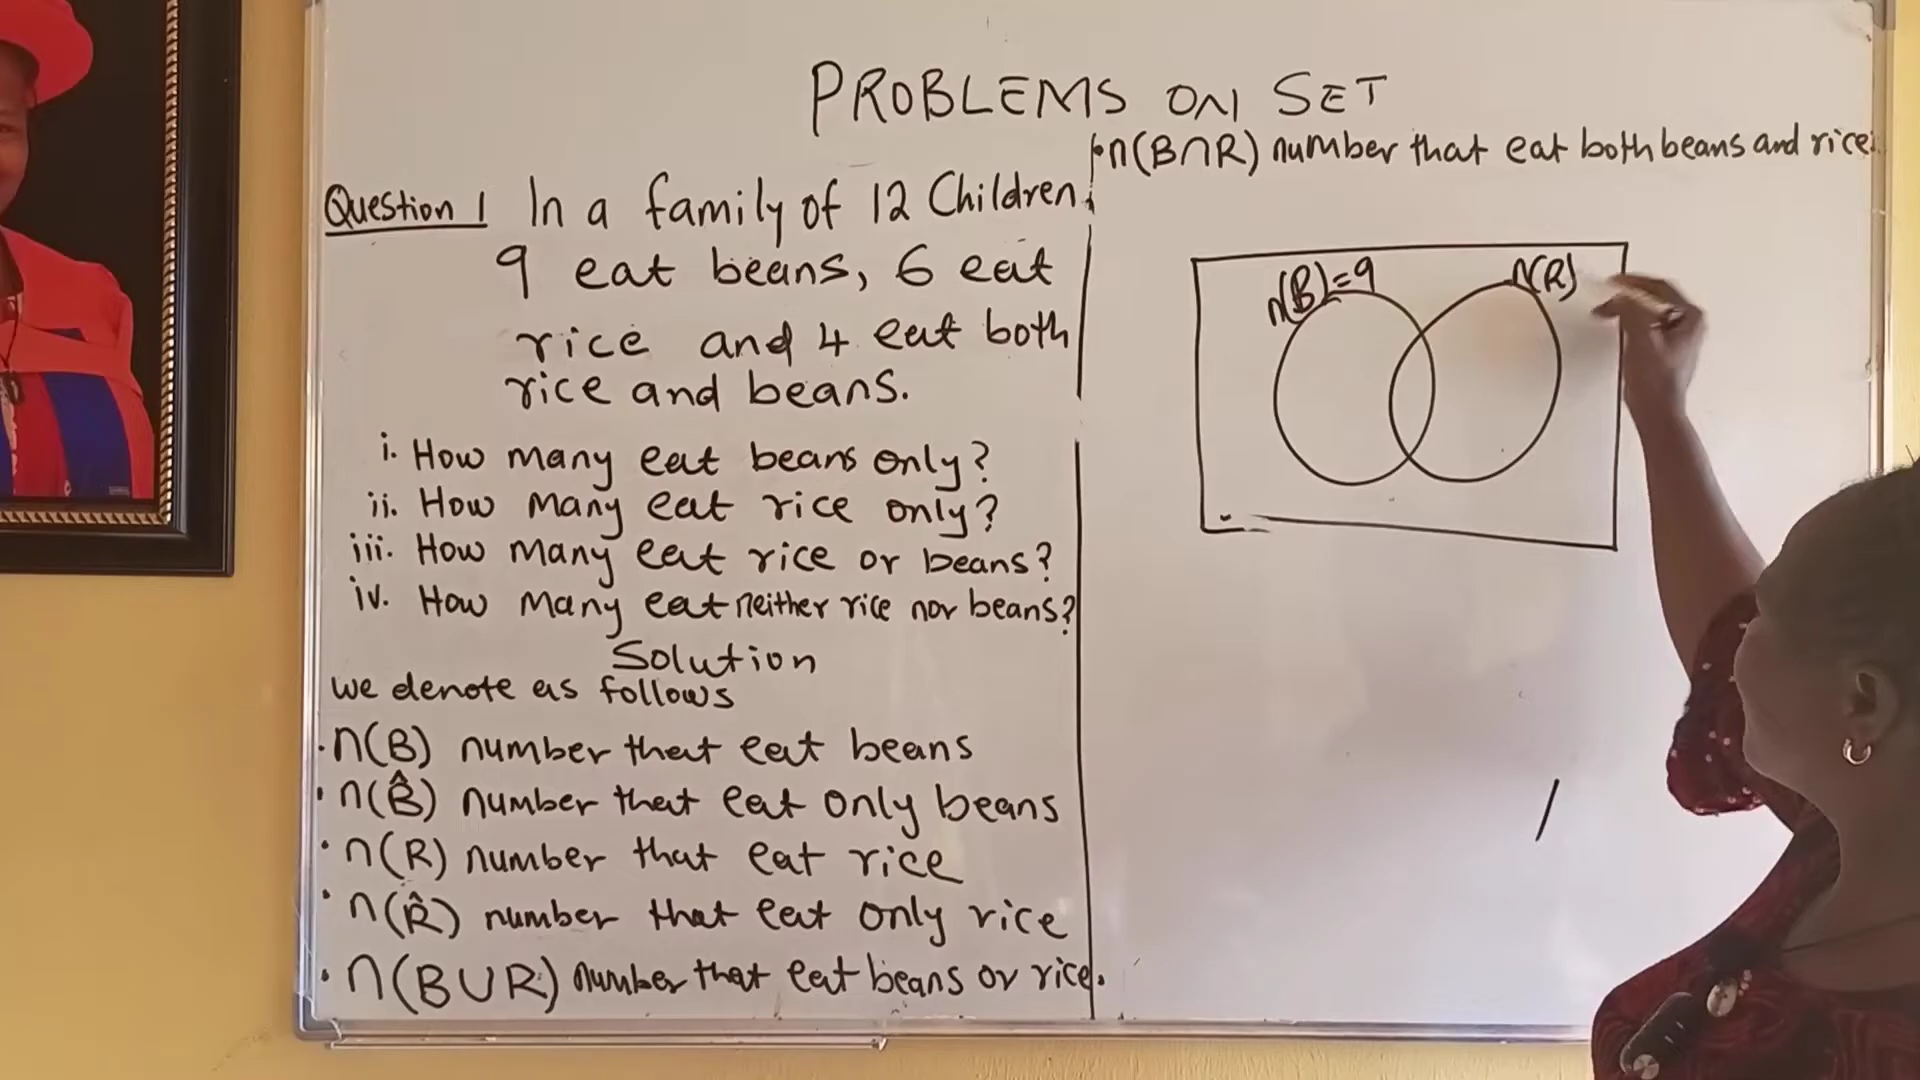 PROBLEMS ON SET
Question 1 In a family of 12 Children,
9 eat beans, 6 eat
rice and 4 eat both
rice and beans.
i. How many eat beans only?
ii. How many eat rice only?
iii. How many eat rice or beans?
iv. How many eat neither rice nor beans?
Solution
we denote as follows
• n(B) number that eat beans
• n(B̂) number that eat only beans
• n(R) number that eat rice
• n(R̂) number that eat only rice
• n(B∪R) number that eat beans or rice.
• n(B∩R) number that eat both beans and rice.
n(B)=9
n(R)